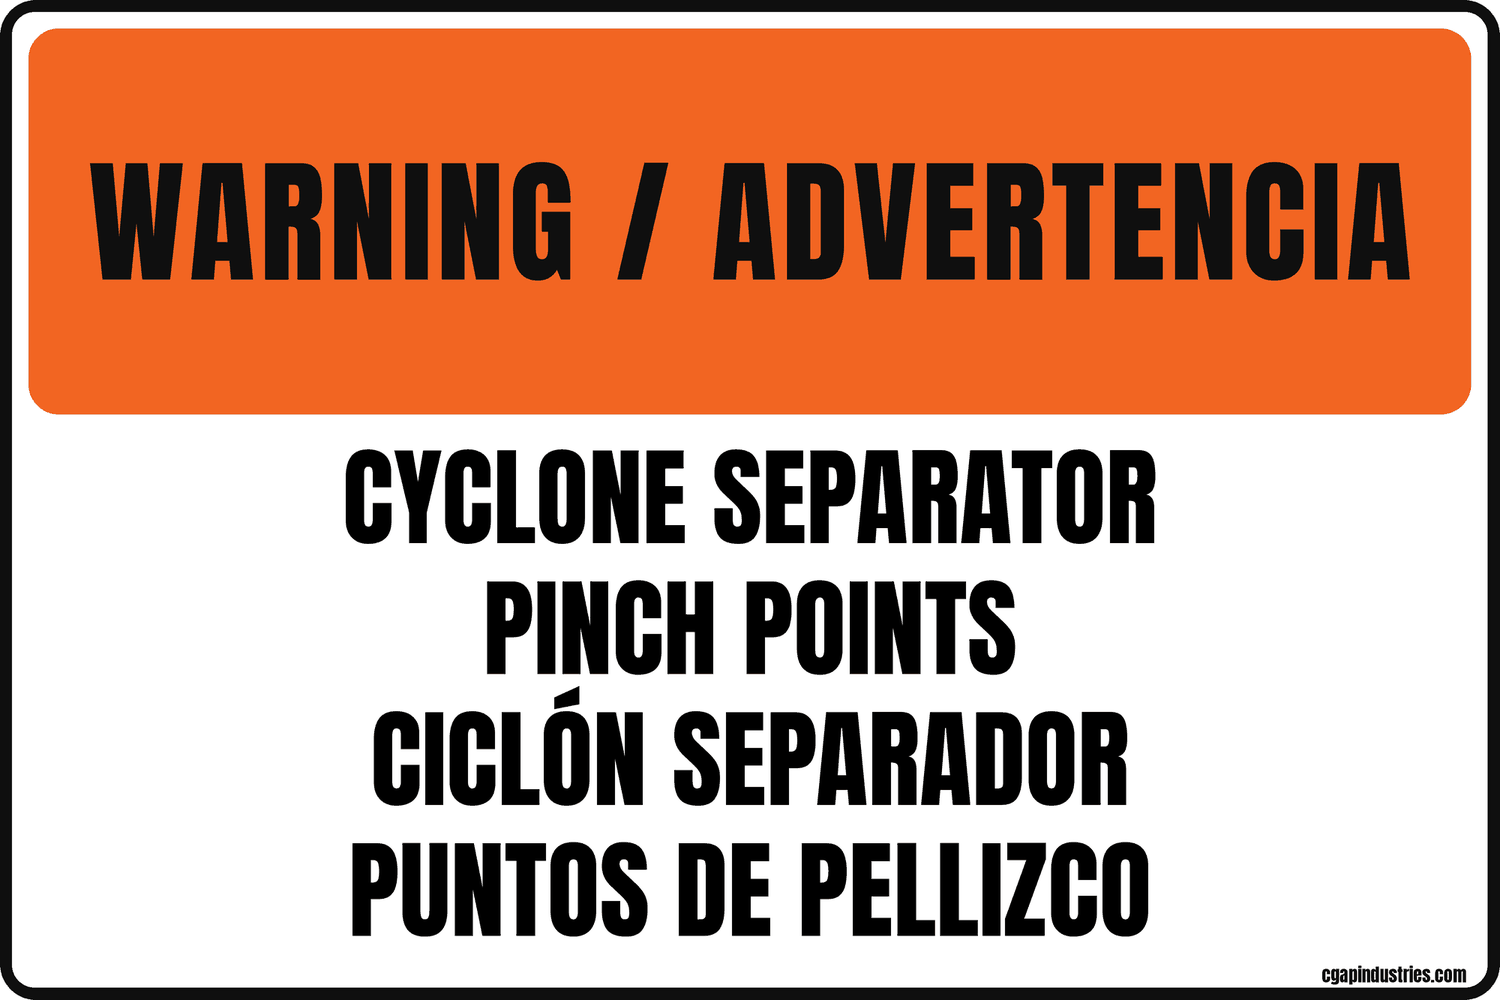 WARNING / ADVERTENCIA
CYCLONE SEPARATOR
PINCH POINTS
CICLÓN SEPARADOR
PUNTOS DE PELLIZCO
cgapindustries.com